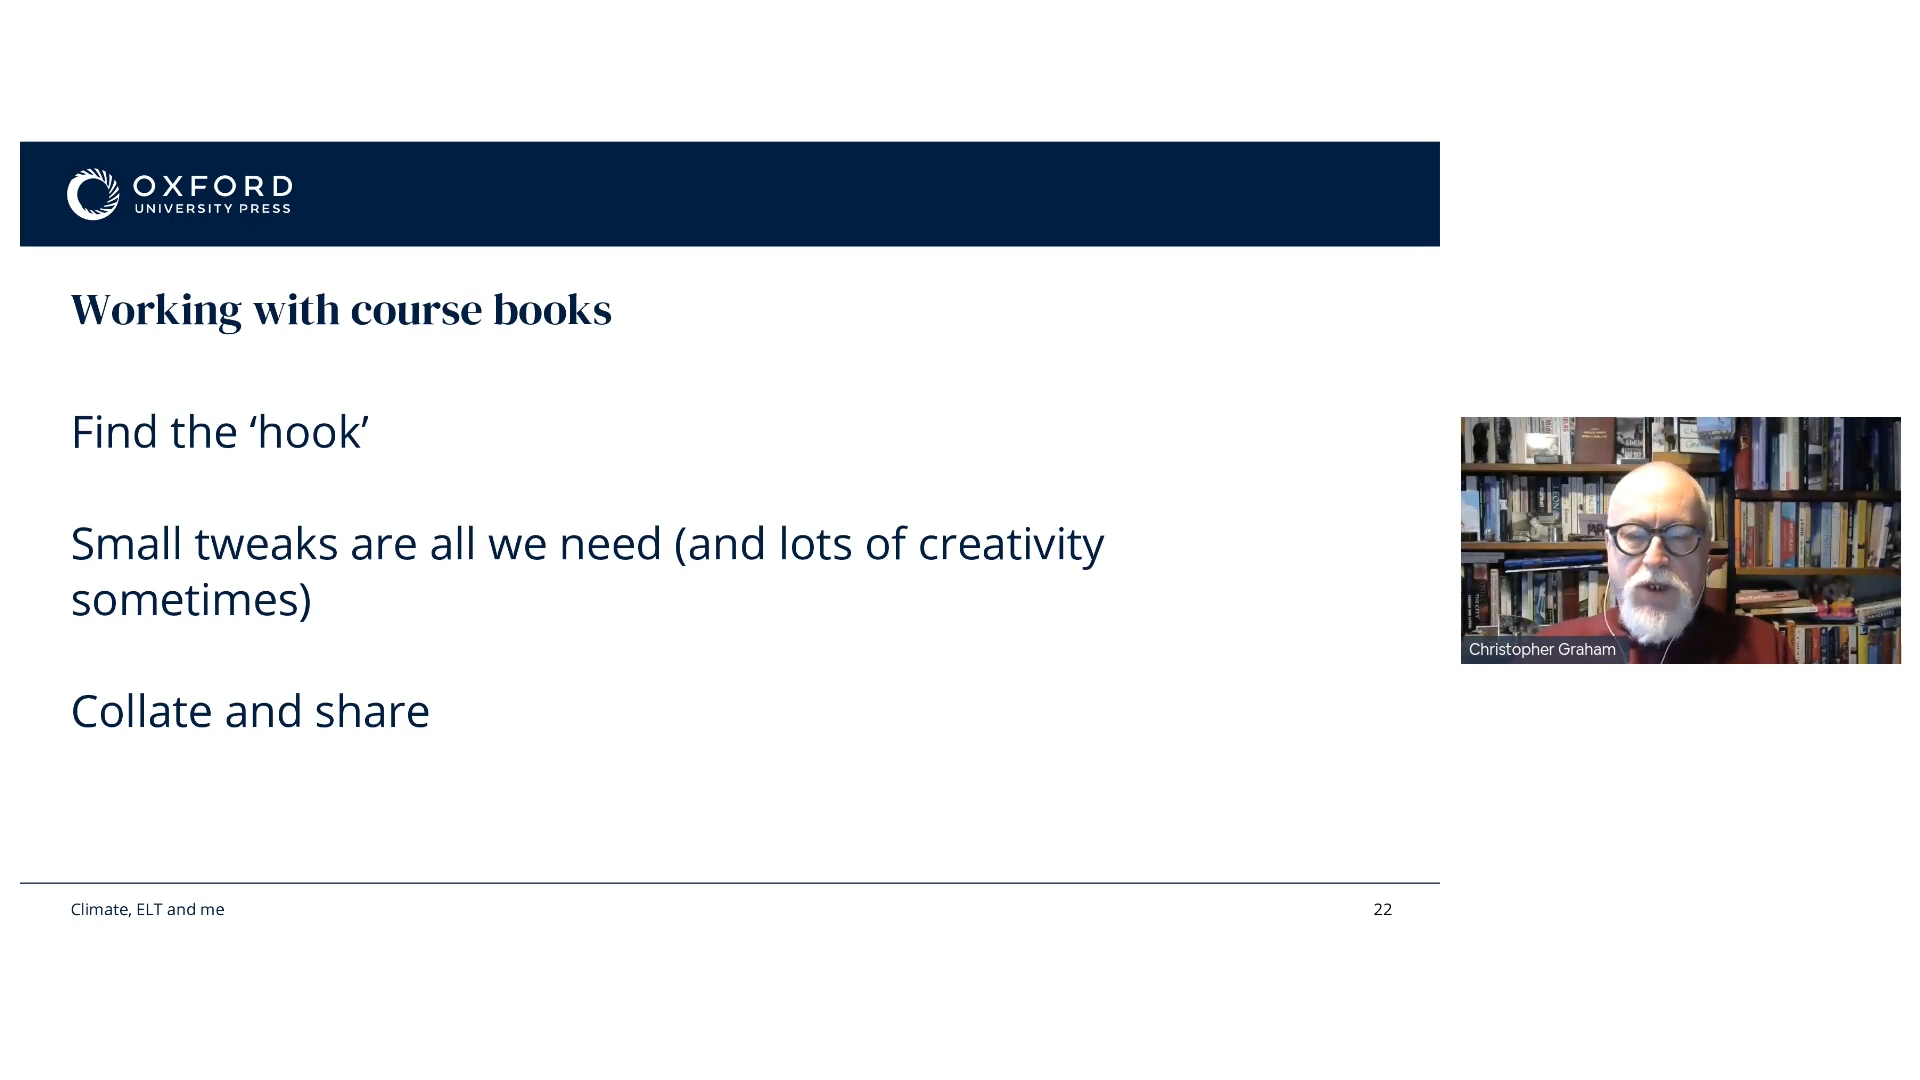 OXFORD
UNIVERSITY PRESS
Working with course books
Find the ‘hook’
Small tweaks are all we need (and lots of creativity
sometimes)
Collate and share
Climate, ELT and me
22
Christopher Graham